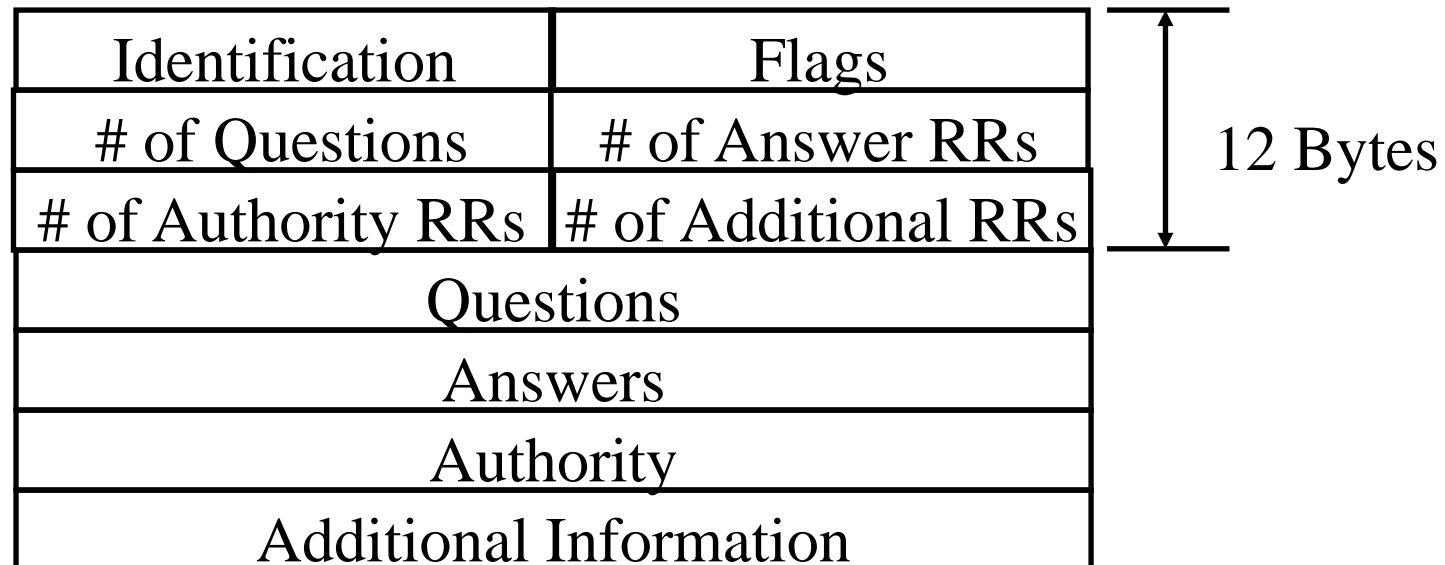 Identification Flags
# of Questions # of Answer RRs
12 Bytes
# of Authority RRs # of Additional RRs
Questions
Answers
Authority
Additional Information